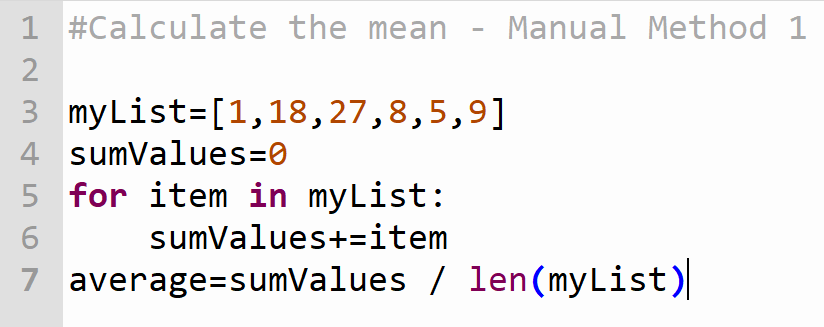 1 #Calculate the mean - Manual Method 1
2
3 myList=[1,18,27,8,5,9]
4 sumValues=0
5 for item in myList:
6     sumValues+=item
7 average=sumValues / len(myList)